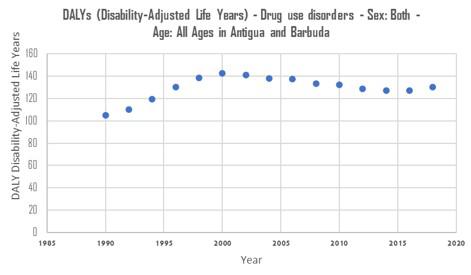 DALYs (Disability-Adjusted Life Years) - Drug use disorders - Sex: Both -
Age: All Ages in Antigua and Barbuda
DALY Disability-Adjusted Life Years
160
140
120
100
80
60
40
20
0
1985 1990 1995 2000 2005 2010 2015 2020
Year